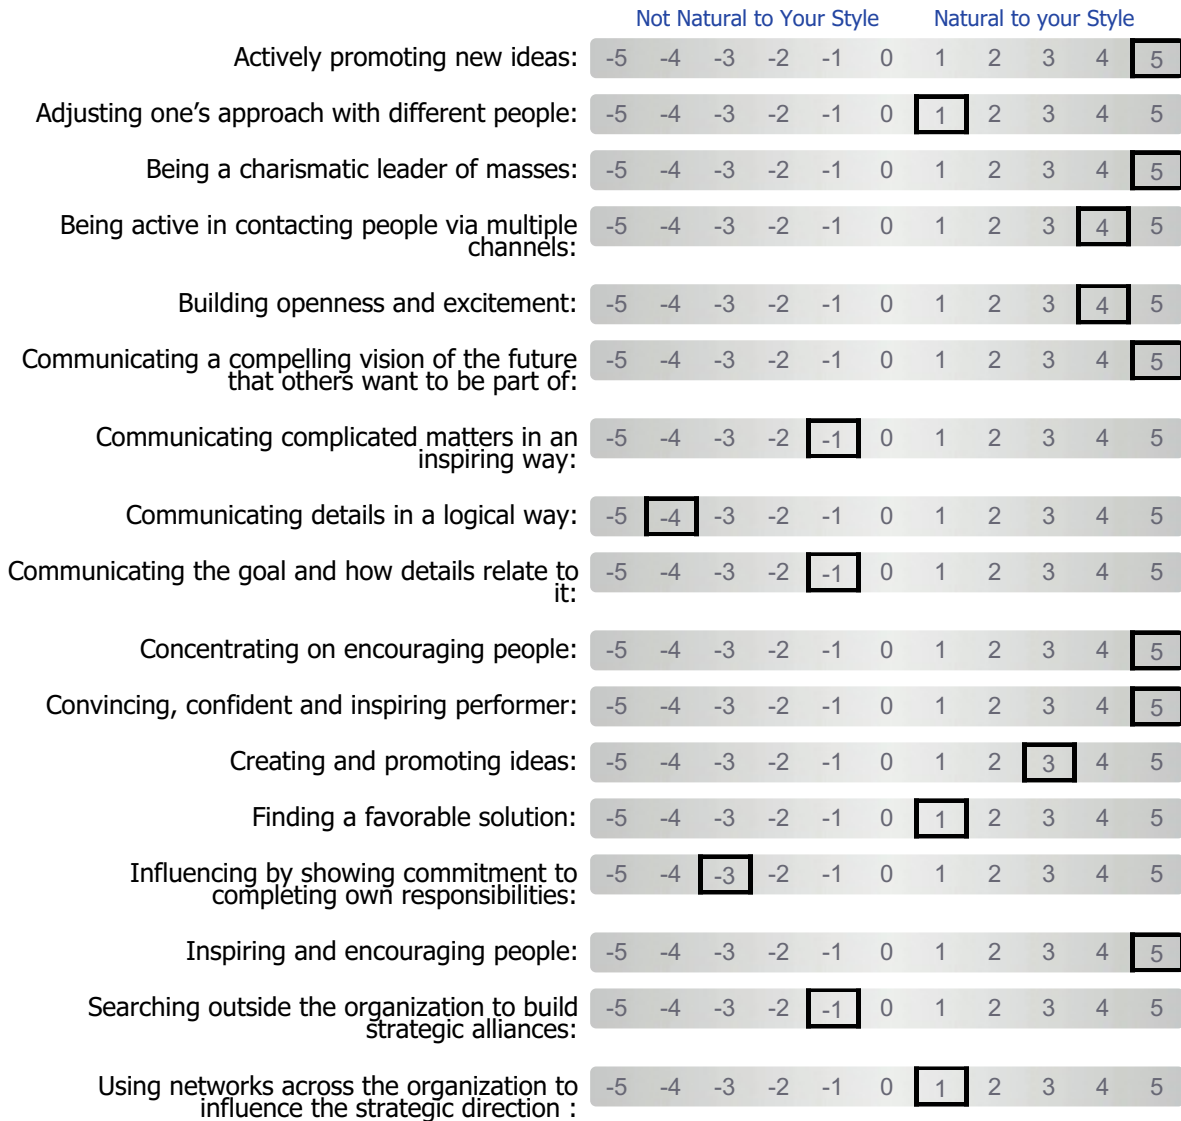 Not Natural to Your Style Natural to your Style
Actively promoting new ideas: -5 -4 -3 -2 -1 0 1 2 3 4 5
Adjusting one’s approach with different people: -5 -4 -3 -2 -1 0 1 2 3 4 5
Being a charismatic leader of masses: -5 -4 -3 -2 -1 0 1 2 3 4 5
Being active in contacting people via multiple
channels:
-5 -4 -3 -2 -1 0 1 2 3 4 5
Building openness and excitement: -5 -4 -3 -2 -1 0 1 2 3 4 5
Communicating a compelling vision of the future
that others want to be part of:
-5 -4 -3 -2 -1 0 1 2 3 4 5
Communicating complicated matters in an
inspiring way:
-5 -4 -3 -2 -1 0 1 2 3 4 5
Communicating details in a logical way: -5 -4 -3 -2 -1 0 1 2 3 4 5
Communicating the goal and how details relate to
it:
-5 -4 -3 -2 -1 0 1 2 3 4 5
Concentrating on encouraging people: -5 -4 -3 -2 -1 0 1 2 3 4 5
Convincing, confident and inspiring performer: -5 -4 -3 -2 -1 0 1 2 3 4 5
Creating and promoting ideas: -5 -4 -3 -2 -1 0 1 2 3 4 5
Finding a favorable solution: -5 -4 -3 -2 -1 0 1 2 3 4 5
Influencing by showing commitment to
completing own responsibilities:
-5 -4 -3 -2 -1 0 1 2 3 4 5
Inspiring and encouraging people: -5 -4 -3 -2 -1 0 1 2 3 4 5
Searching outside the organization to build
strategic alliances:
-5 -4 -3 -2 -1 0 1 2 3 4 5
Using networks across the organization to
influence the strategic direction :
-5 -4 -3 -2 -1 0 1 2 3 4 5